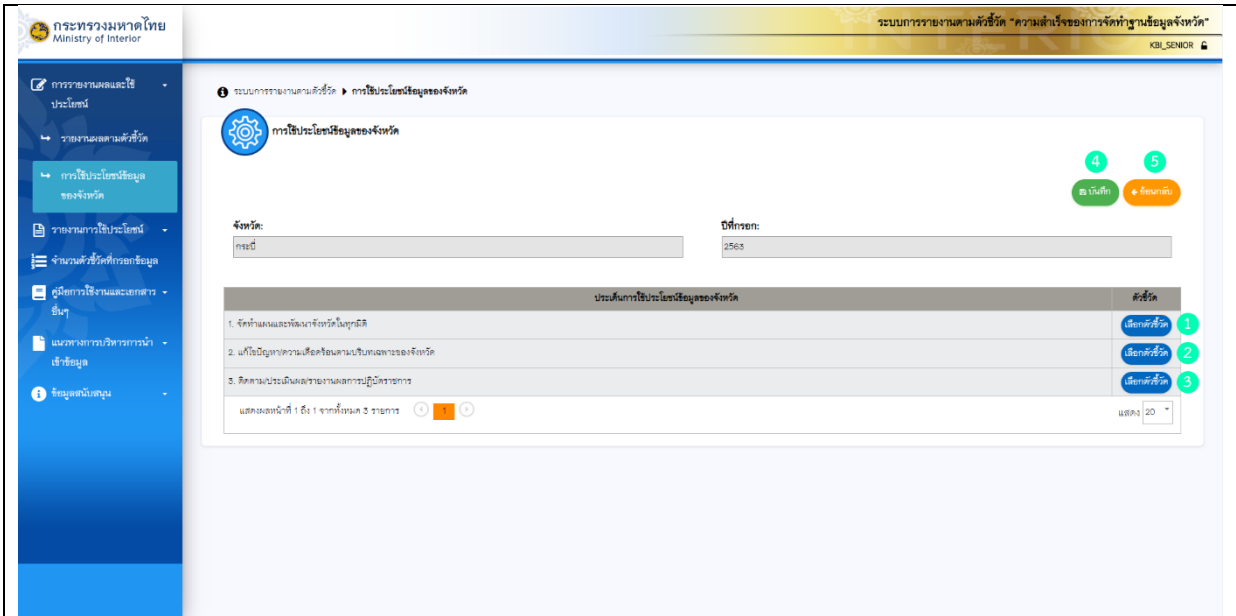 กระทรวงมหาดไทย
Ministry of Interior
ระบบการรายงานตามตัวชี้วัด "ความสำเร็จของการจัดทำฐานข้อมูลจังหวัด"
KBI_SENIOR
การรายงานผลและใช้
ประโยชน์
รายงานผลตามตัวชี้วัด
การใช้ประโยชน์ข้อมูล
ของจังหวัด
รายงานการใช้ประโยชน์
จำนวนตัวชี้วัดที่กรอกข้อมูล
คู่มือการใช้งานและเอกสาร
อื่นๆ
แนวทางการบริหารการนำ
เข้าข้อมูล
ข้อมูลสนับสนุน
ระบบการรายงานตามตัวชี้วัด การใช้ประโยชน์ข้อมูลของจังหวัด
การใช้ประโยชน์ข้อมูลของจังหวัด
4 5
บันทึก ย้อนกลับ
จังหวัด: ปีที่กรอก:
กระบี่ 2563
ประเด็นการใช้ประโยชน์ข้อมูลของจังหวัด ตัวชี้วัด
1. จัดทำแผนและพัฒนาจังหวัดในทุกมิติ เลือกตัวชี้วัด 1
2. แก้ไขปัญหา/ความเดือดร้อนตามบริบทเฉพาะของจังหวัด เลือกตัวชี้วัด 2
3. ติดตาม/ประเมินผล/รายงานผลการปฏิบัติราชการ เลือกตัวชี้วัด 3
แสดงผลหน้าที่ 1 ถึง 1 จากทั้งหมด 3 รายการ 1 แสดง 20